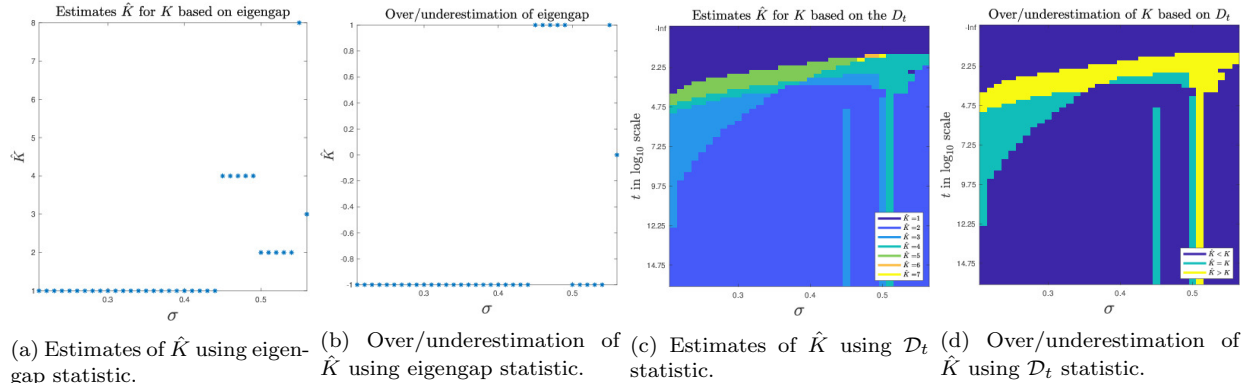 Estimates K̂ for K based on eigengap
8
7
6
5
4
3
2
1
K̂
0.3
0.4
0.5
σ
(a) Estimates of K̂ using eigen-
gap statistic.
Over/underestimation of eigengap
1
0.8
0.6
0.4
0.2
0
-0.2
-0.4
-0.6
-0.8
-1
K̂
0.3
0.4
0.5
σ
(b) Over/underestimation of
K̂ using eigengap statistic.
Estimates K̂ for K based on the D_t
-Inf
2.25
4.75
7.25
9.75
12.25
14.75
t in log₁₀ scale
0.3
0.4
0.5
σ
K̂ =1
K̂ =2
K̂ =3
K̂ =4
K̂ =5
K̂ =6
K̂ =7
(c) Estimates of K̂ using 𝒟_t
statistic.
Over/underestimation of K based on D_t
-Inf
2.25
4.75
7.25
9.75
12.25
14.75
t in log₁₀ scale
0.3
0.4
0.5
σ
K̂ < K
K̂ = K
K̂ > K
(d) Over/underestimation of
K̂ using 𝒟_t statistic.